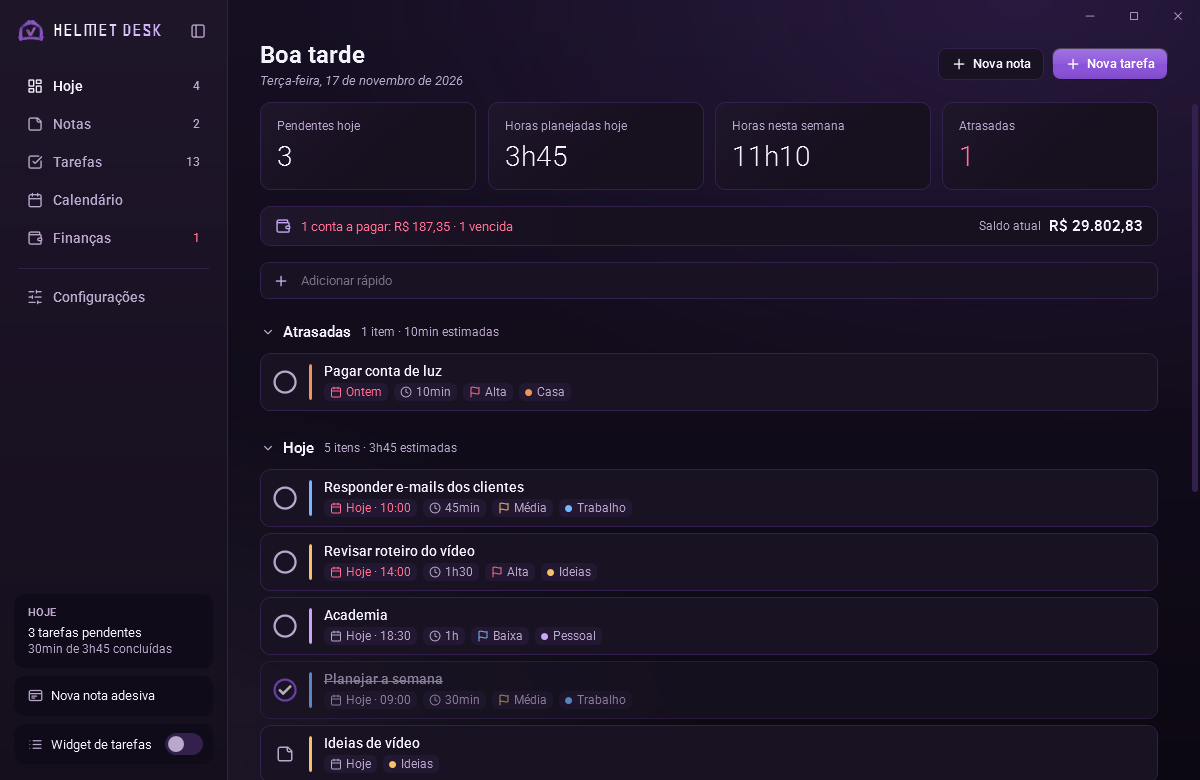 HELMET DESK
Hoje 4
Notas 2
Tarefas 13
Calendário
Finanças 1
Configurações
HOJE
3 tarefas pendentes
30min de 3h45 concluídas
Nova nota adesiva
Widget de tarefas
Boa tarde
Terça-feira, 17 de novembro de 2026
Nova nota
Nova tarefa
Pendentes hoje
3
Horas planejadas hoje
3h45
Horas nesta semana
11h10
Atrasadas
1
1 conta a pagar: R$ 187,35 · 1 vencida
Saldo atual R$ 29.802,83
Adicionar rápido
Atrasadas 1 item · 10min estimadas
Pagar conta de luz
Ontem 10min Alta Casa
Hoje 5 itens · 3h45 estimadas
Responder e-mails dos clientes
Hoje · 10:00 45min Média Trabalho
Revisar roteiro do vídeo
Hoje · 14:00 1h30 Alta Ideias
Academia
Hoje · 18:30 1h Baixa Pessoal
Planejar a semana
Hoje · 09:00 30min Média Trabalho
Ideias de vídeo
Hoje Ideias